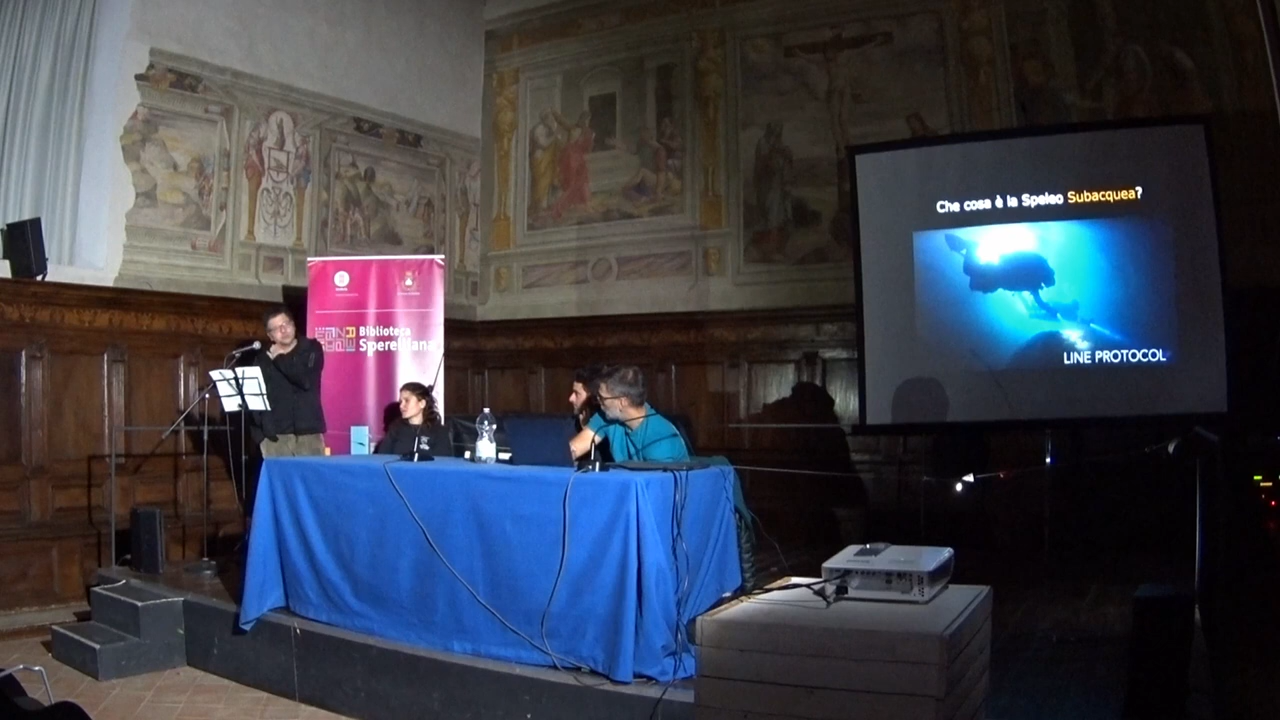 Biblioteca
Sperelliana
Che cosa è la Speleo Subacquea?
LINE PROTOCOL